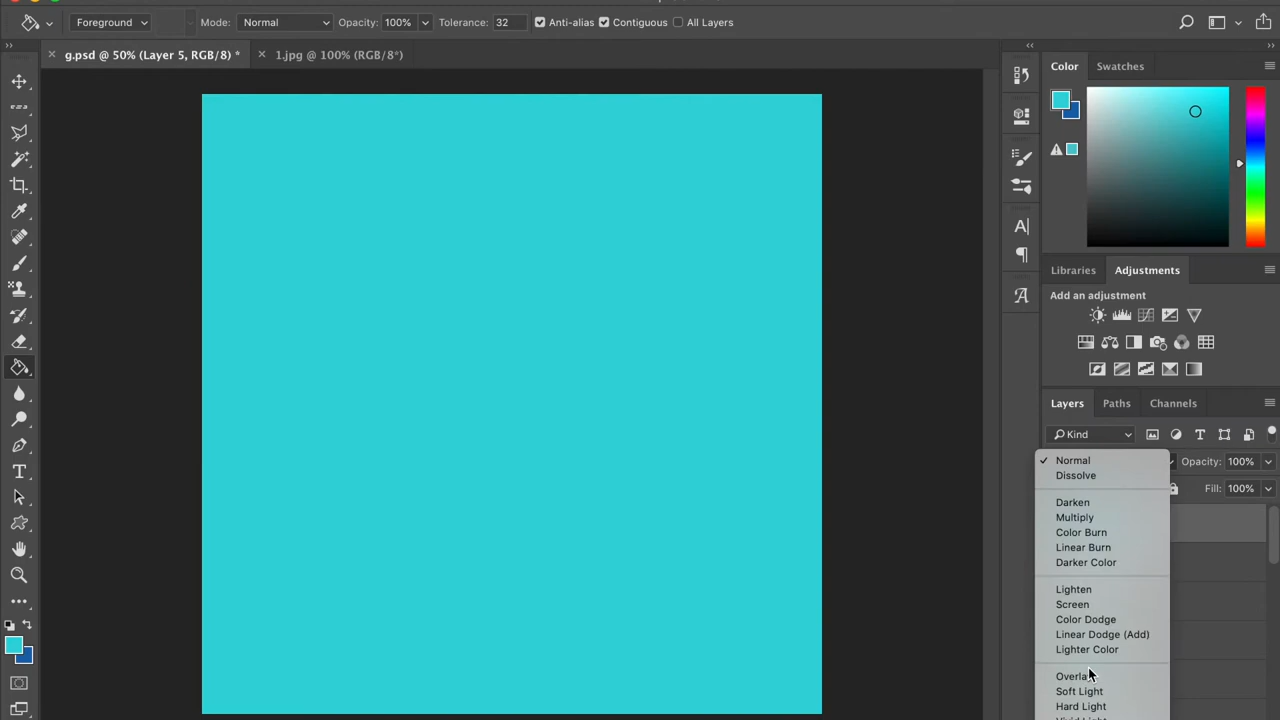 Foreground Mode: Normal Opacity: 100% Tolerance: 32 Anti-alias Contiguous All Layers
g.psd @ 50% (Layer 5, RGB/8) * 1.jpg @ 100% (RGB/8*)
Color Swatches
Libraries Adjustments
Add an adjustment
Layers Paths Channels
Kind
Normal Opacity: 100%
Dissolve
Fill: 100%
Darken
Multiply
Color Burn
Linear Burn
Darker Color
Lighten
Screen
Color Dodge
Linear Dodge (Add)
Lighter Color
Overlay
Soft Light
Hard Light